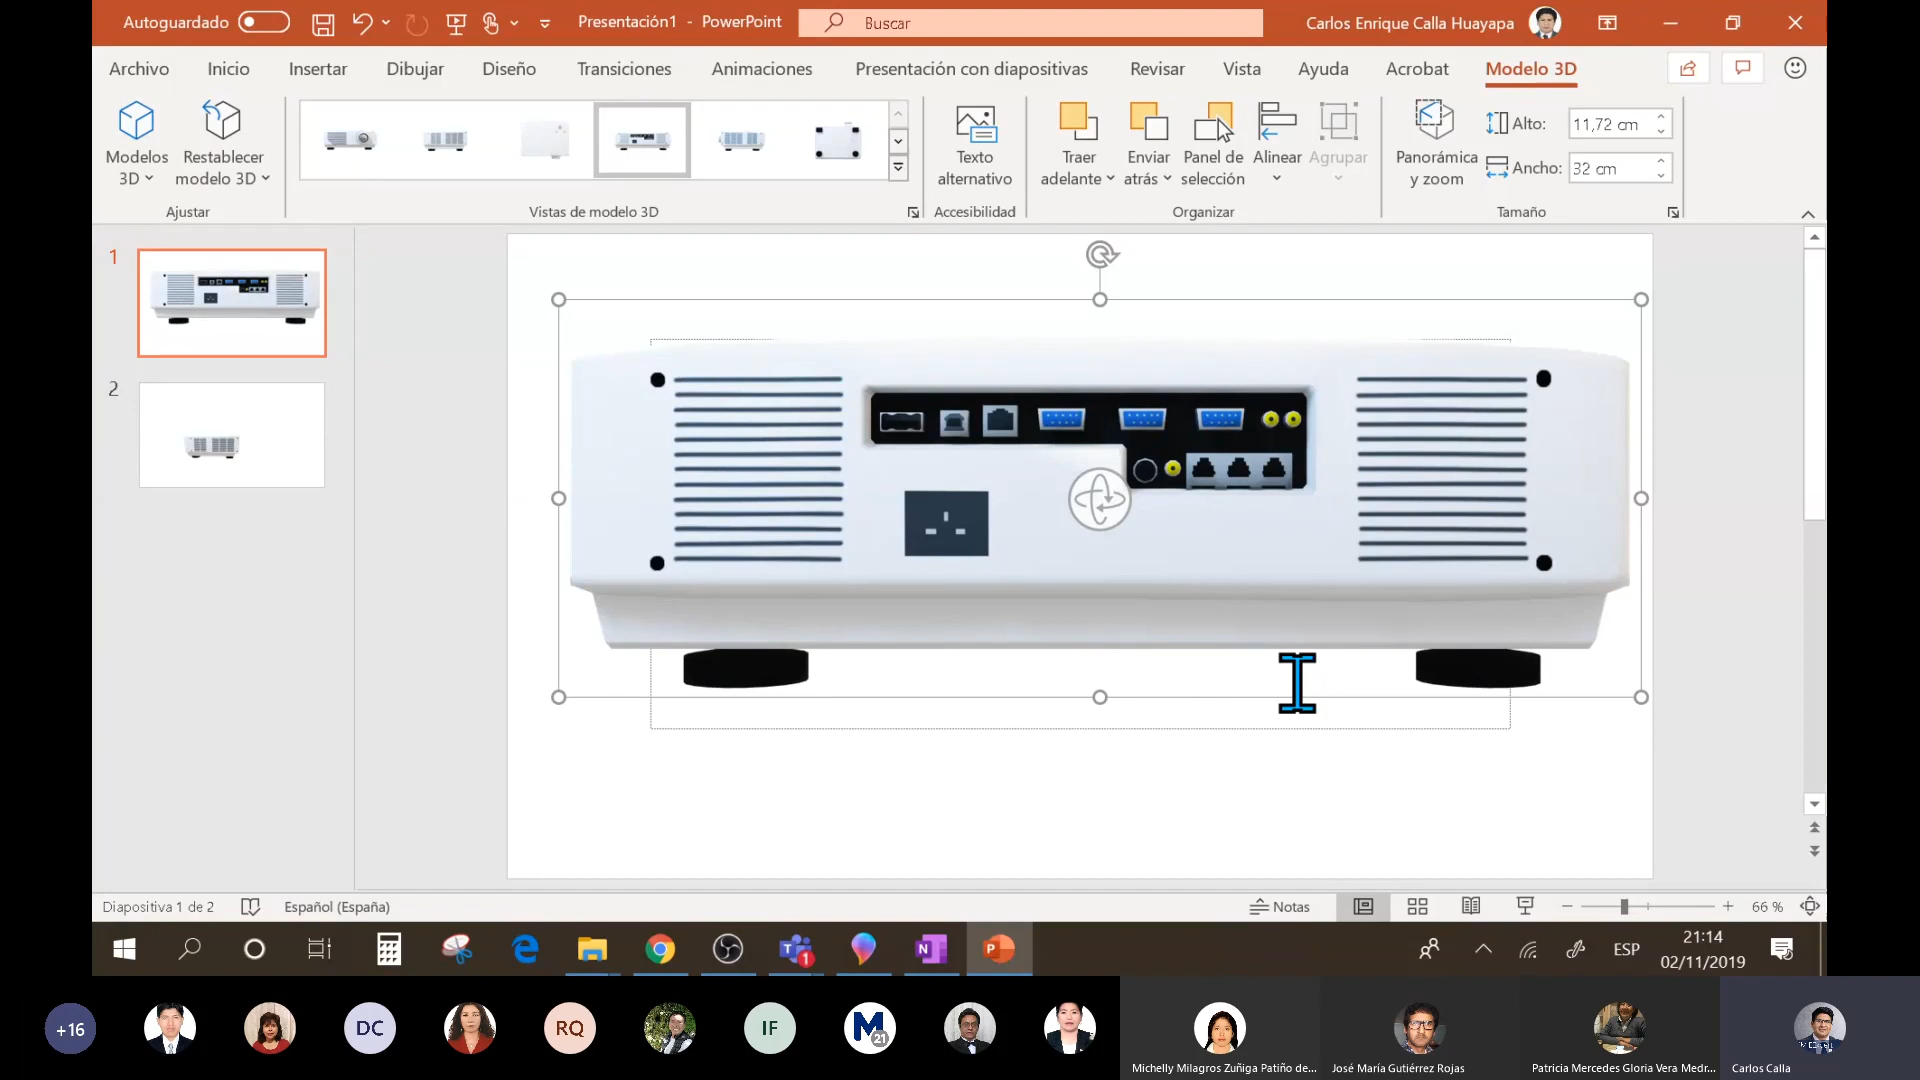 Autoguardado
Presentación1 - PowerPoint
Buscar
Carlos Enrique Calla Huayapa
Archivo Inicio Insertar Dibujar Diseño Transiciones Animaciones Presentación con diapositivas Revisar Vista Ayuda Acrobat Modelo 3D
Modelos
3D
Restablecer
modelo 3D
Ajustar
Vistas de modelo 3D
Texto
alternativo
Accesibilidad
Traer
adelante
Enviar
atrás
Panel de
selección
Alinear
Agrupar
Organizar
Panorámica
y zoom
Alto: 11,72 cm
Ancho: 32 cm
Tamaño
1
2
Diapositiva 1 de 2
Español (España)
Notas
66 %
1
ESP
21:14
02/11/2019
+16
DC
RQ
IF
M
21
Michelly Milagros Zuñiga Patiño de...
José María Gutiérrez Rojas
Patricia Mercedes Gloria Vera Medr...
Carlos Calla